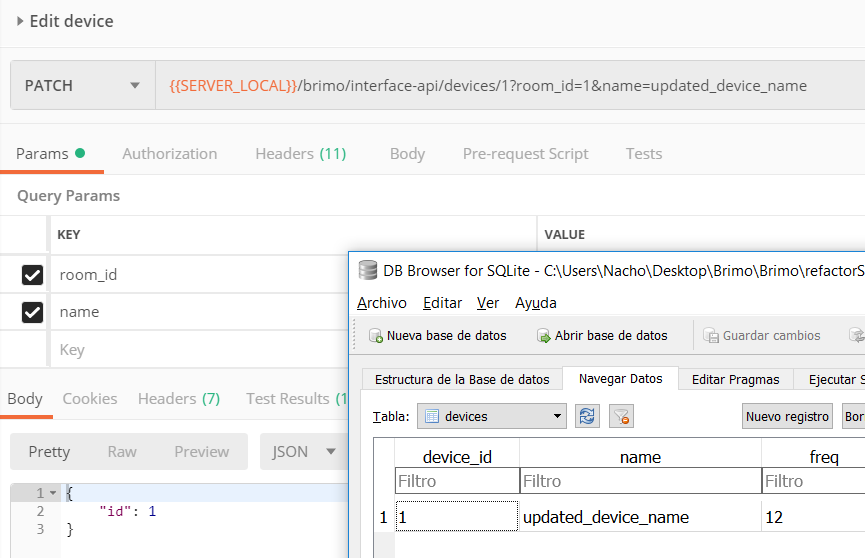 Edit device
PATCH {{SERVER_LOCAL}}/brimo/interface-api/devices/1?room_id=1&name=updated_device_name
Params Authorization Headers (11) Body Pre-request Script Tests
Query Params
KEY VALUE
room_id
name
Key
Body Cookies Headers (7) Test Results (1
Pretty Raw Preview JSON
1 {
2 "id": 1
3 }
DB Browser for SQLite - C:\Users\Nacho\Desktop\Brimo\Brimo\refactorS
Archivo Editar Ver Ayuda
Nueva base de datos Abrir base de datos Guardar cambios
Estructura de la Base de datos Navegar Datos Editar Pragmas Ejecutar S
Tabla: devices Nuevo registro Bor
device_id name freq
Filtro Filtro Filtro
1 1 updated_device_name 12